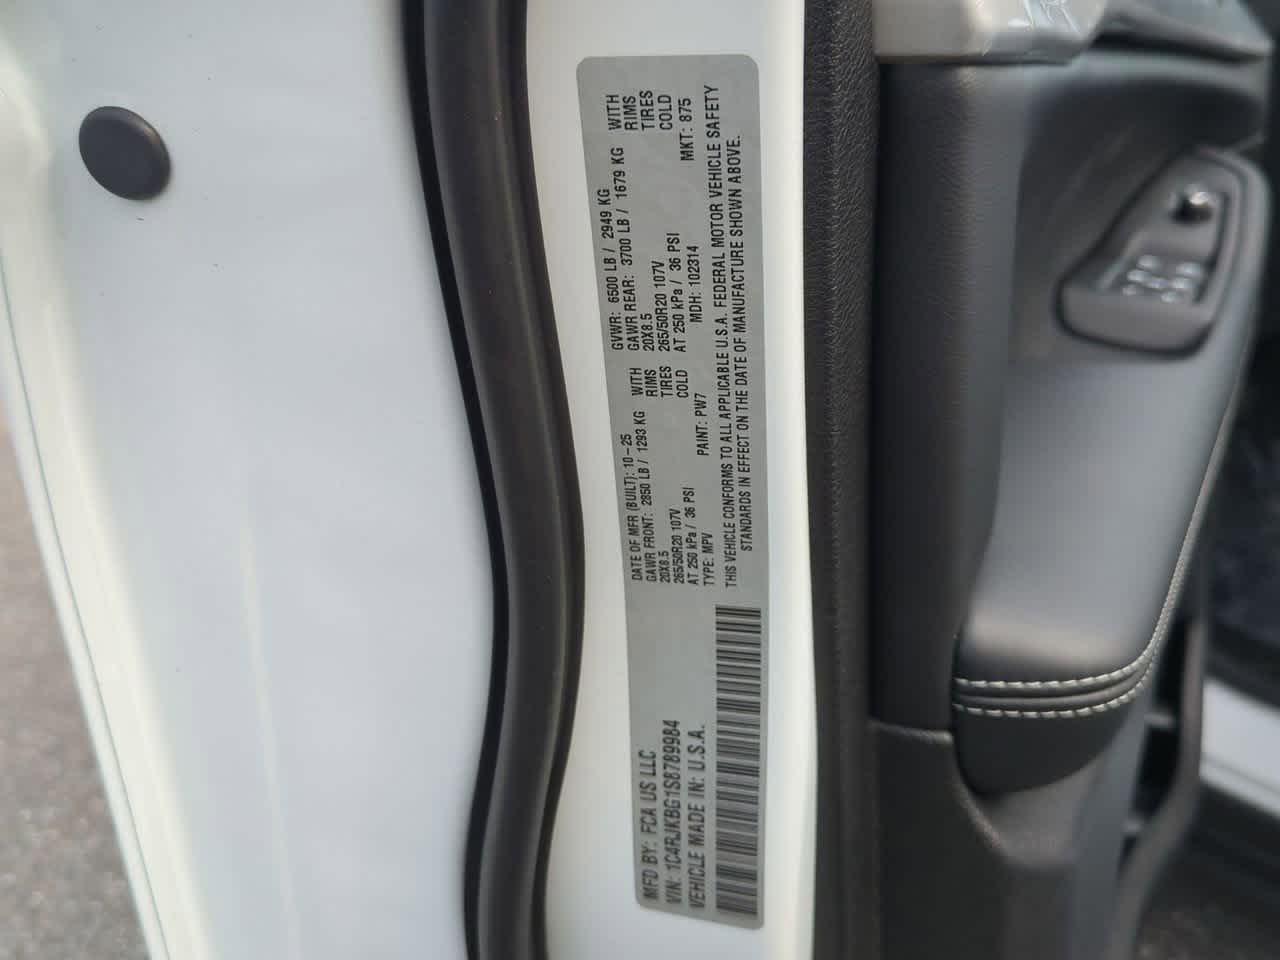 MFD BY: FCA US LLC
VIN: 1C4RJKBG1S8789984
VEHICLE MADE IN: U.S.A.
DATE OF MFR (BUILT): 10-25
GAWR FRONT: 2850 LB / 1293 KG WITH
20X8.5 RIMS
265/50R20 107V TIRES
AT 250 kPa / 36 PSI COLD
TYPE: MPV PAINT: PW7
GVWR: 6500 LB / 2949 KG
GAWR REAR: 3700 LB / 1679 KG WITH
20X8.5 RIMS
265/50R20 107V TIRES
AT 250 kPa / 36 PSI COLD
MDH: 102314 MKT: 875
THIS VEHICLE CONFORMS TO ALL APPLICABLE U.S.A. FEDERAL MOTOR VEHICLE SAFETY
STANDARDS IN EFFECT ON THE DATE OF MANUFACTURE SHOWN ABOVE.